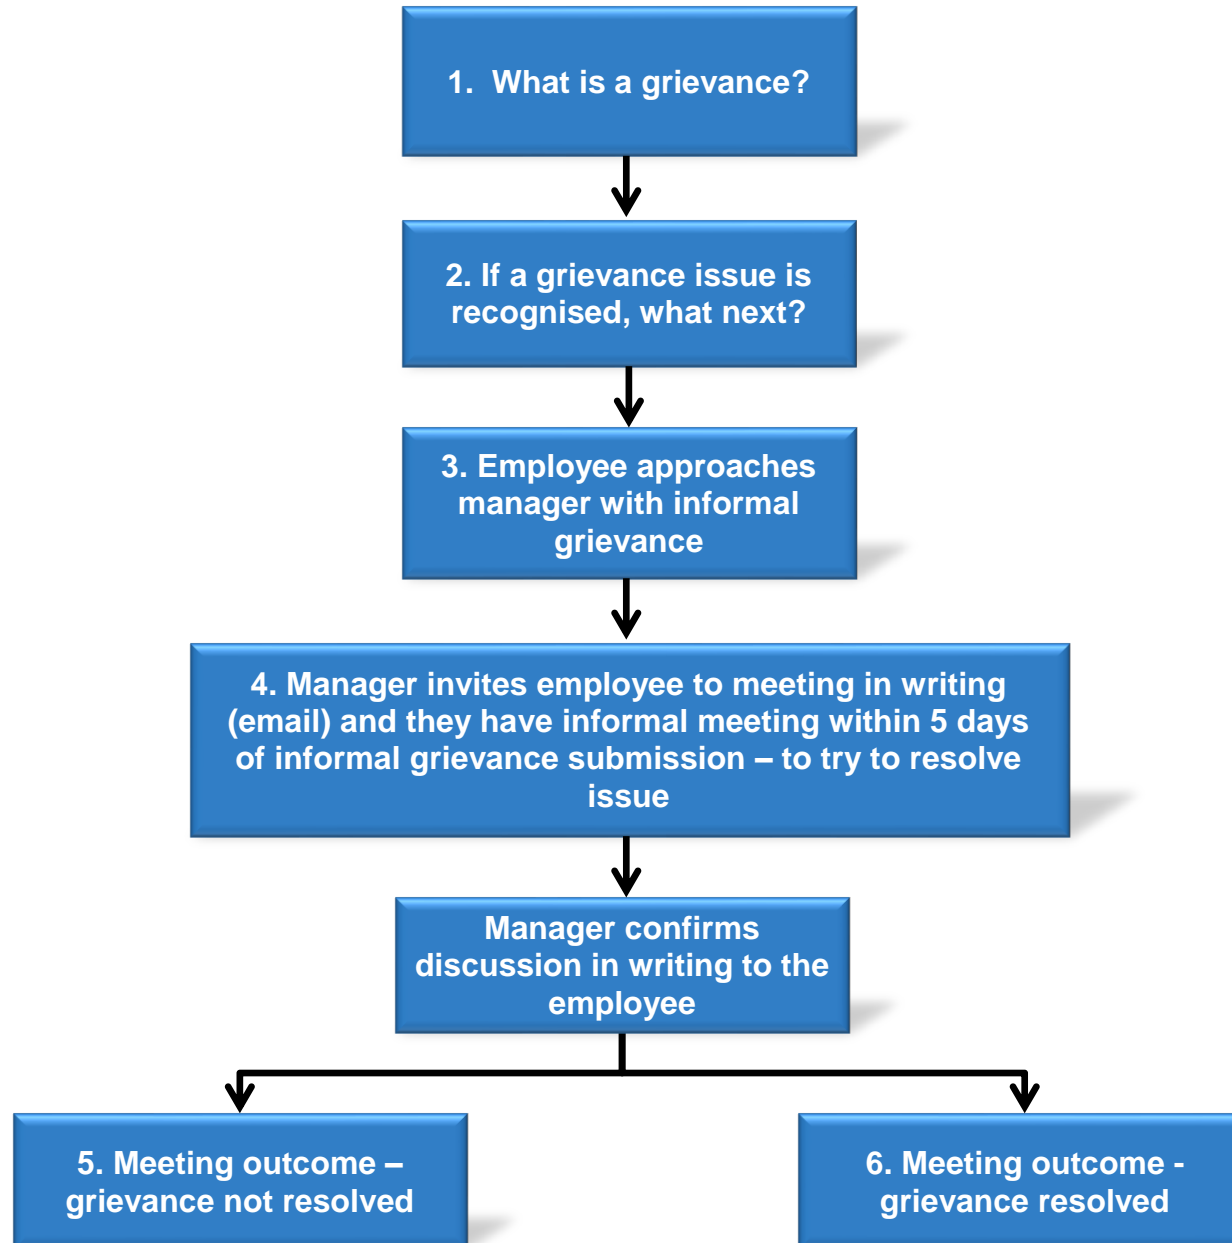 1.  What is a grievance?
2. If a grievance issue is
recognised, what next?
3. Employee approaches
manager with informal
grievance
4. Manager invites employee to meeting in writing
(email) and they have informal meeting within 5 days
of informal grievance submission – to try to resolve
issue
Manager confirms
discussion in writing to the
employee
5. Meeting outcome –
grievance not resolved
6. Meeting outcome -
grievance resolved